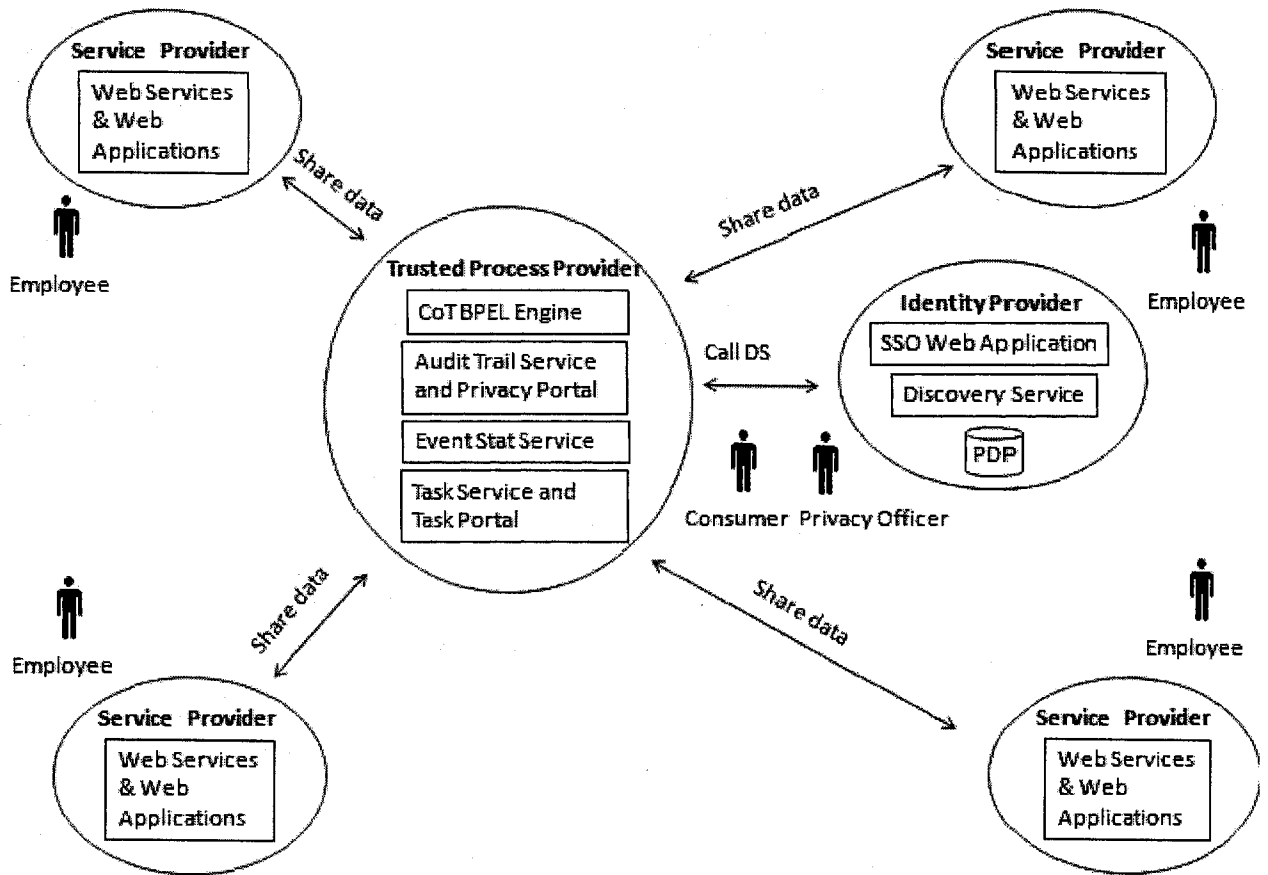 Service Provider
Web Services
& Web
Applications
Share data
Employee
Service Provider
Web Services
& Web
Applications
Share data
Employee
Trusted Process Provider
CoT BPEL Engine
Audit Trail Service
and Privacy Portal
Event Stat Service
Task Service and
Task Portal
Call DS
Identity Provider
SSO Web Application
Discovery Service
PDP
Consumer
Privacy Officer
Employee
Share data
Service Provider
Web Services
& Web
Applications
Share data
Employee
Service Provider
Web Services
& Web
Applications